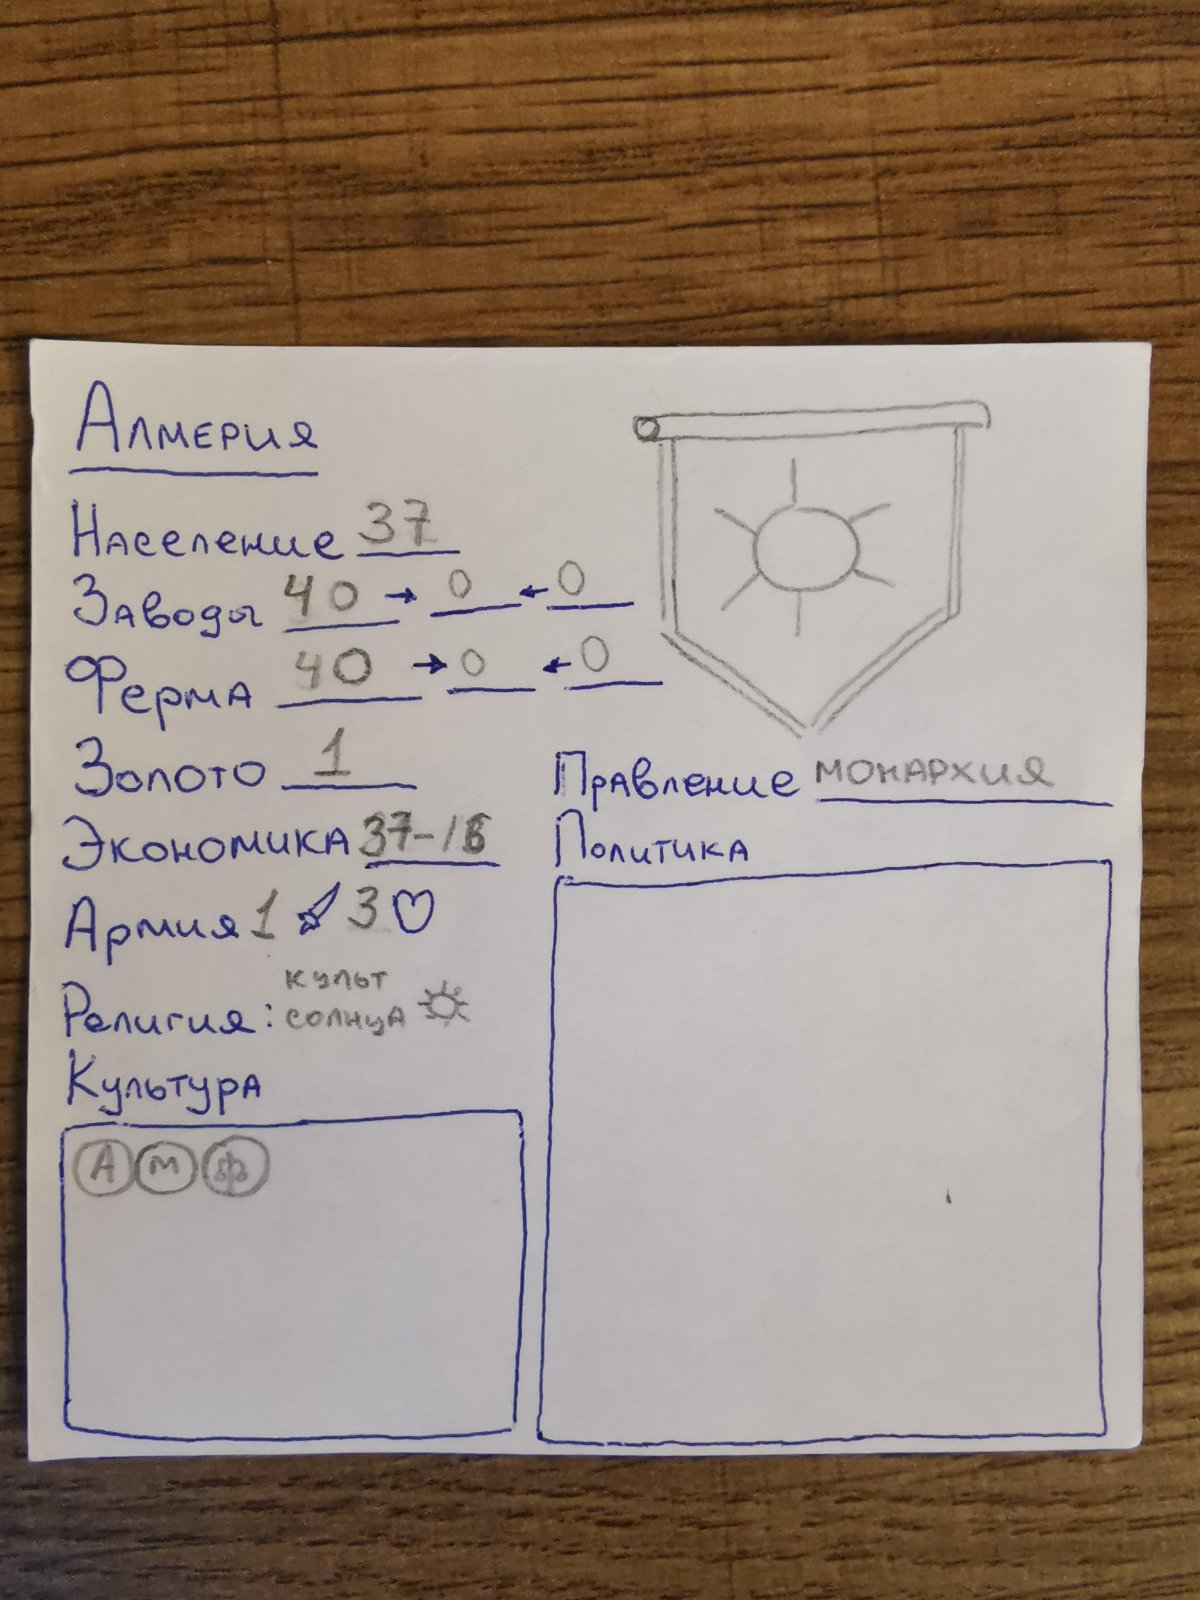 Алмерия
Население 37
Заводы 40 → 0 ← 0
Ферма 40 → 0 ← 0
Золото 1
Экономика 37-
Армия 1 3
Религия: культ
солнца
Культура
А М
Правление монархия
Политика